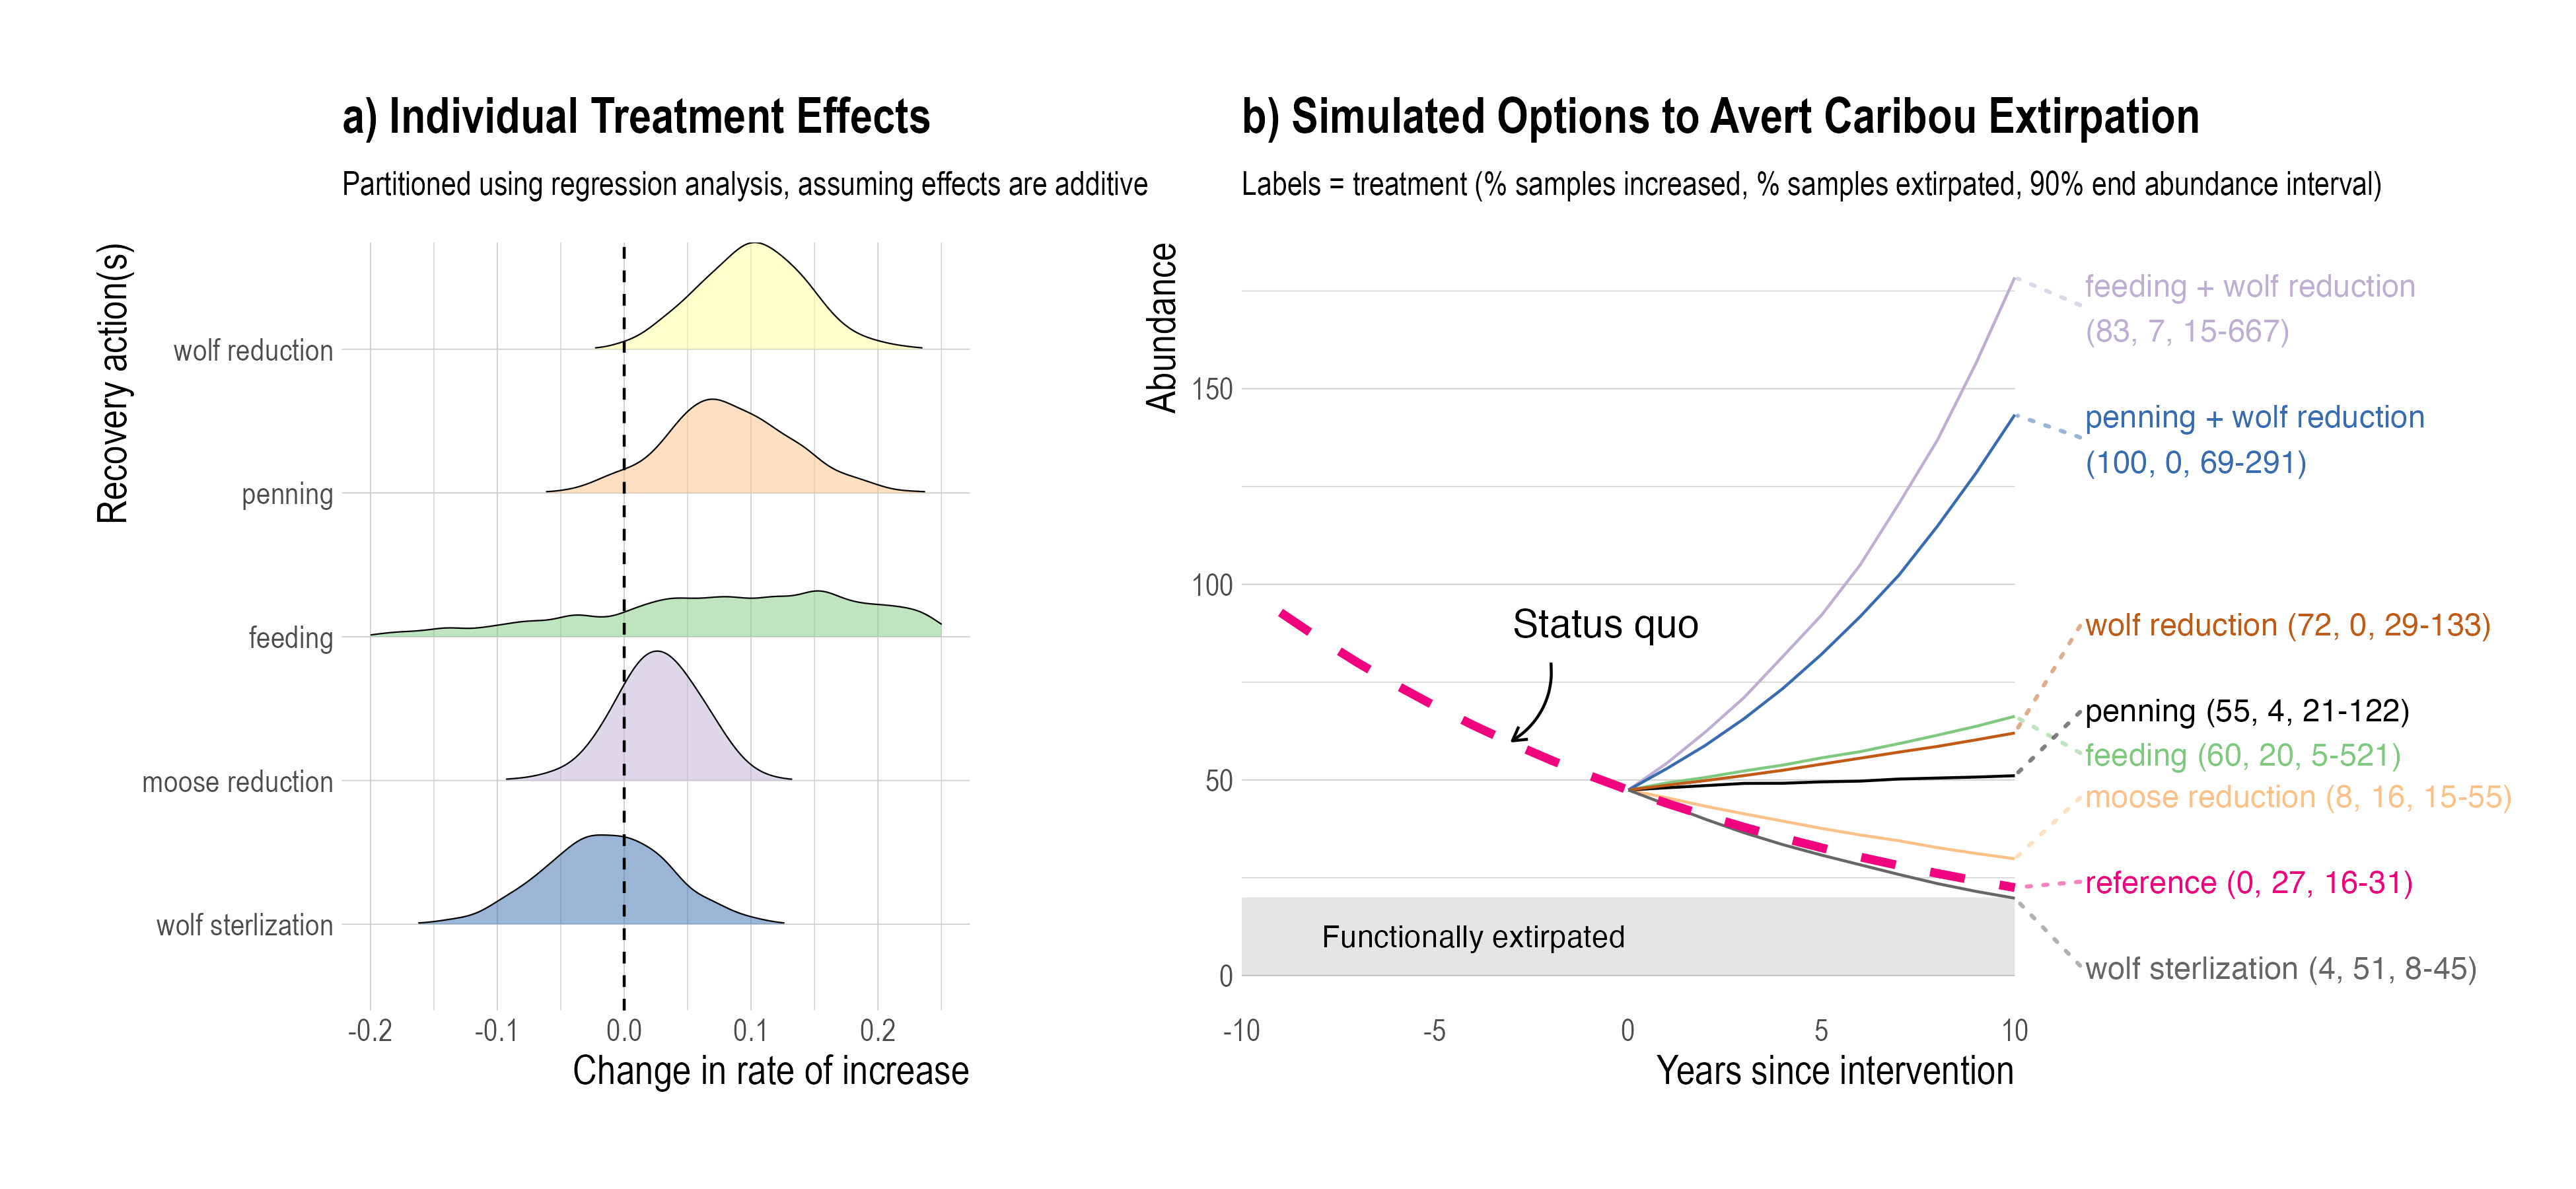 a) Individual Treatment Effects
Partitioned using regression analysis, assuming effects are additive
Recovery action(s)
wolf reduction
penning
feeding
moose reduction
wolf sterlization
-0.2
-0.1
0.0
0.1
0.2
Change in rate of increase
b) Simulated Options to Avert Caribou Extirpation
Labels = treatment (% samples increased, % samples extirpated, 90% end abundance interval)
Abundance
150
100
50
0
Status quo
Functionally extirpated
feeding + wolf reduction
(83, 7, 15-667)
penning + wolf reduction
(100, 0, 69-291)
wolf reduction (72, 0, 29-133)
penning (55, 4, 21-122)
feeding (60, 20, 5-521)
moose reduction (8, 16, 15-55)
reference (0, 27, 16-31)
wolf sterlization (4, 51, 8-45)
-10
-5
0
5
10
Years since intervention